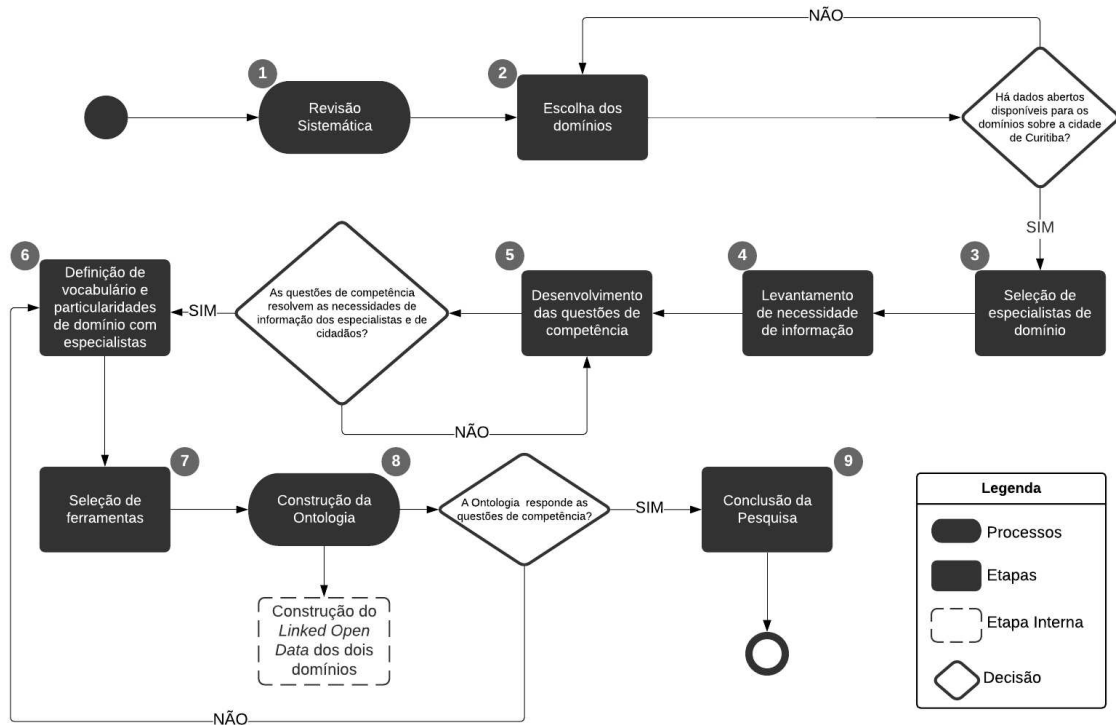 NÃO
1
Revisão
Sistemática
2
Escolha dos
domínios
Há dados abertos
disponíveis para os
domínios sobre a cidade
de Curitiba?
SIM
3
Seleção de
especialistas de
domínio
4
Levantamento
de necessidade
de informação
5
Desenvolvimento
das questões de
competência
As questões de competência
resolvem as necessidades de
informação dos especialistas e de
cidadãos?
SIM
NÃO
6
Definição de
vocabulário e
particularidades
de domínio com
especialistas
7
Seleção de
ferramentas
8
Construção da
Ontologia
Construção do
Linked Open
Data dos dois
domínios
A Ontologia responde as
questões de competência?
SIM
NÃO
9
Conclusão da
Pesquisa
Legenda
Processos
Etapas
Etapa Interna
Decisão